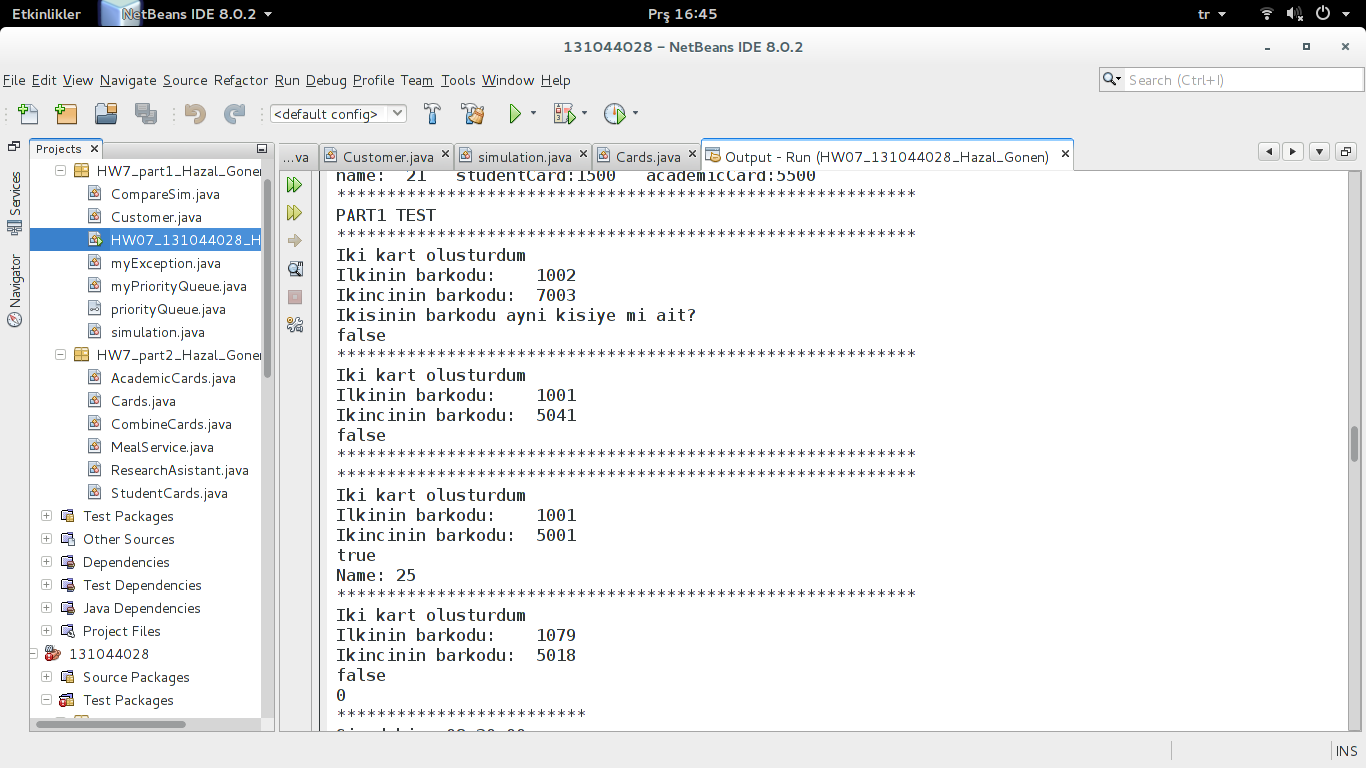 Etkinlikler
NetBeans IDE 8.0.2
Prş 16:45
tr
131044028 – NetBeans IDE 8.0.2
File Edit View Navigate Source Refactor Run Debug Profile Team Tools Window Help
Search (Ctrl+I)
<default config>
Projects
...va
Customer.java
simulation.java
Cards.java
Output - Run (HW07_131044028_Hazal_Gonen)
Services
Navigator
HW7_part1_Hazal_Gonen
CompareSim.java
Customer.java
HW07_131044028_H
myException.java
myPriorityQueue.java
priorityQueue.java
simulation.java
HW7_part2_Hazal_Gonen
AcademicCards.java
Cards.java
CombineCards.java
MealService.java
ResearchAsistant.java
StudentCards.java
Test Packages
Other Sources
Dependencies
Test Dependencies
Java Dependencies
Project Files
131044028
Source Packages
Test Packages
name: 21 studentCard:1500 academicCard:5500
**********************************************************
PART1 TEST
**********************************************************
Iki kart olusturdum
Ilkinin barkodu: 1002
Ikincinin barkodu: 7003
Ikisinin barkodu ayni kisiye mi ait?
false
**********************************************************
Iki kart olusturdum
Ilkinin barkodu: 1001
Ikincinin barkodu: 5041
false
**********************************************************
**********************************************************
Iki kart olusturdum
Ilkinin barkodu: 1001
Ikincinin barkodu: 5001
true
Name: 25
**********************************************************
Iki kart olusturdum
Ilkinin barkodu: 1079
Ikincinin barkodu: 5018
false
0
*************************
INS